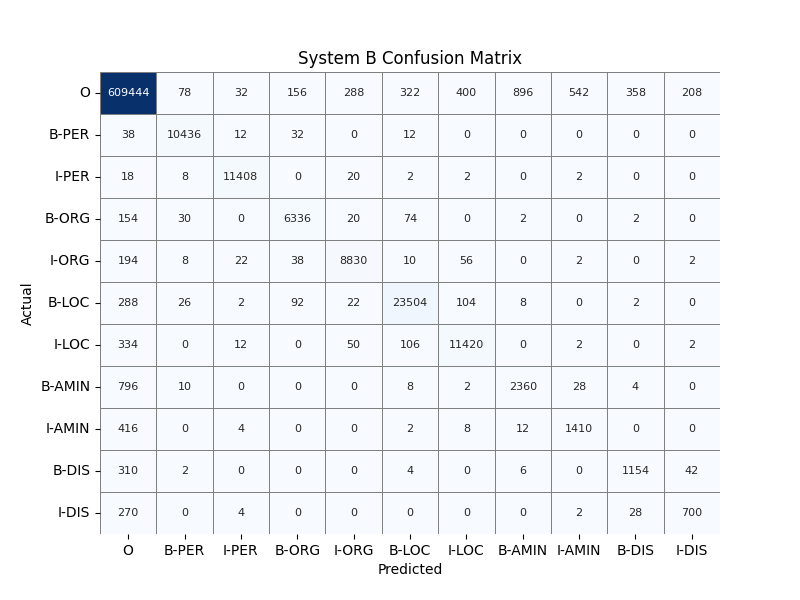 System B Confusion Matrix
O 609444 78 32 156 288 322 400 896 542 358 208
B-PER 38 10436 12 32 0 12 0 0 0 0 0
I-PER 18 8 11408 0 20 2 2 0 2 0 0
B-ORG 154 30 0 6336 20 74 0 2 0 2 0
I-ORG 194 8 22 38 8830 10 56 0 2 0 2
B-LOC 288 26 2 92 22 23504 104 8 0 2 0
I-LOC 334 0 12 0 50 106 11420 0 2 0 2
B-AMIN 796 10 0 0 0 8 2 2360 28 4 0
I-AMIN 416 0 4 0 0 2 8 12 1410 0 0
B-DIS 310 2 0 0 0 4 0 6 0 1154 42
I-DIS 270 0 4 0 0 0 0 0 2 28 700
O B-PER I-PER B-ORG I-ORG B-LOC I-LOC B-AMIN I-AMIN B-DIS I-DIS
Predicted
Actual